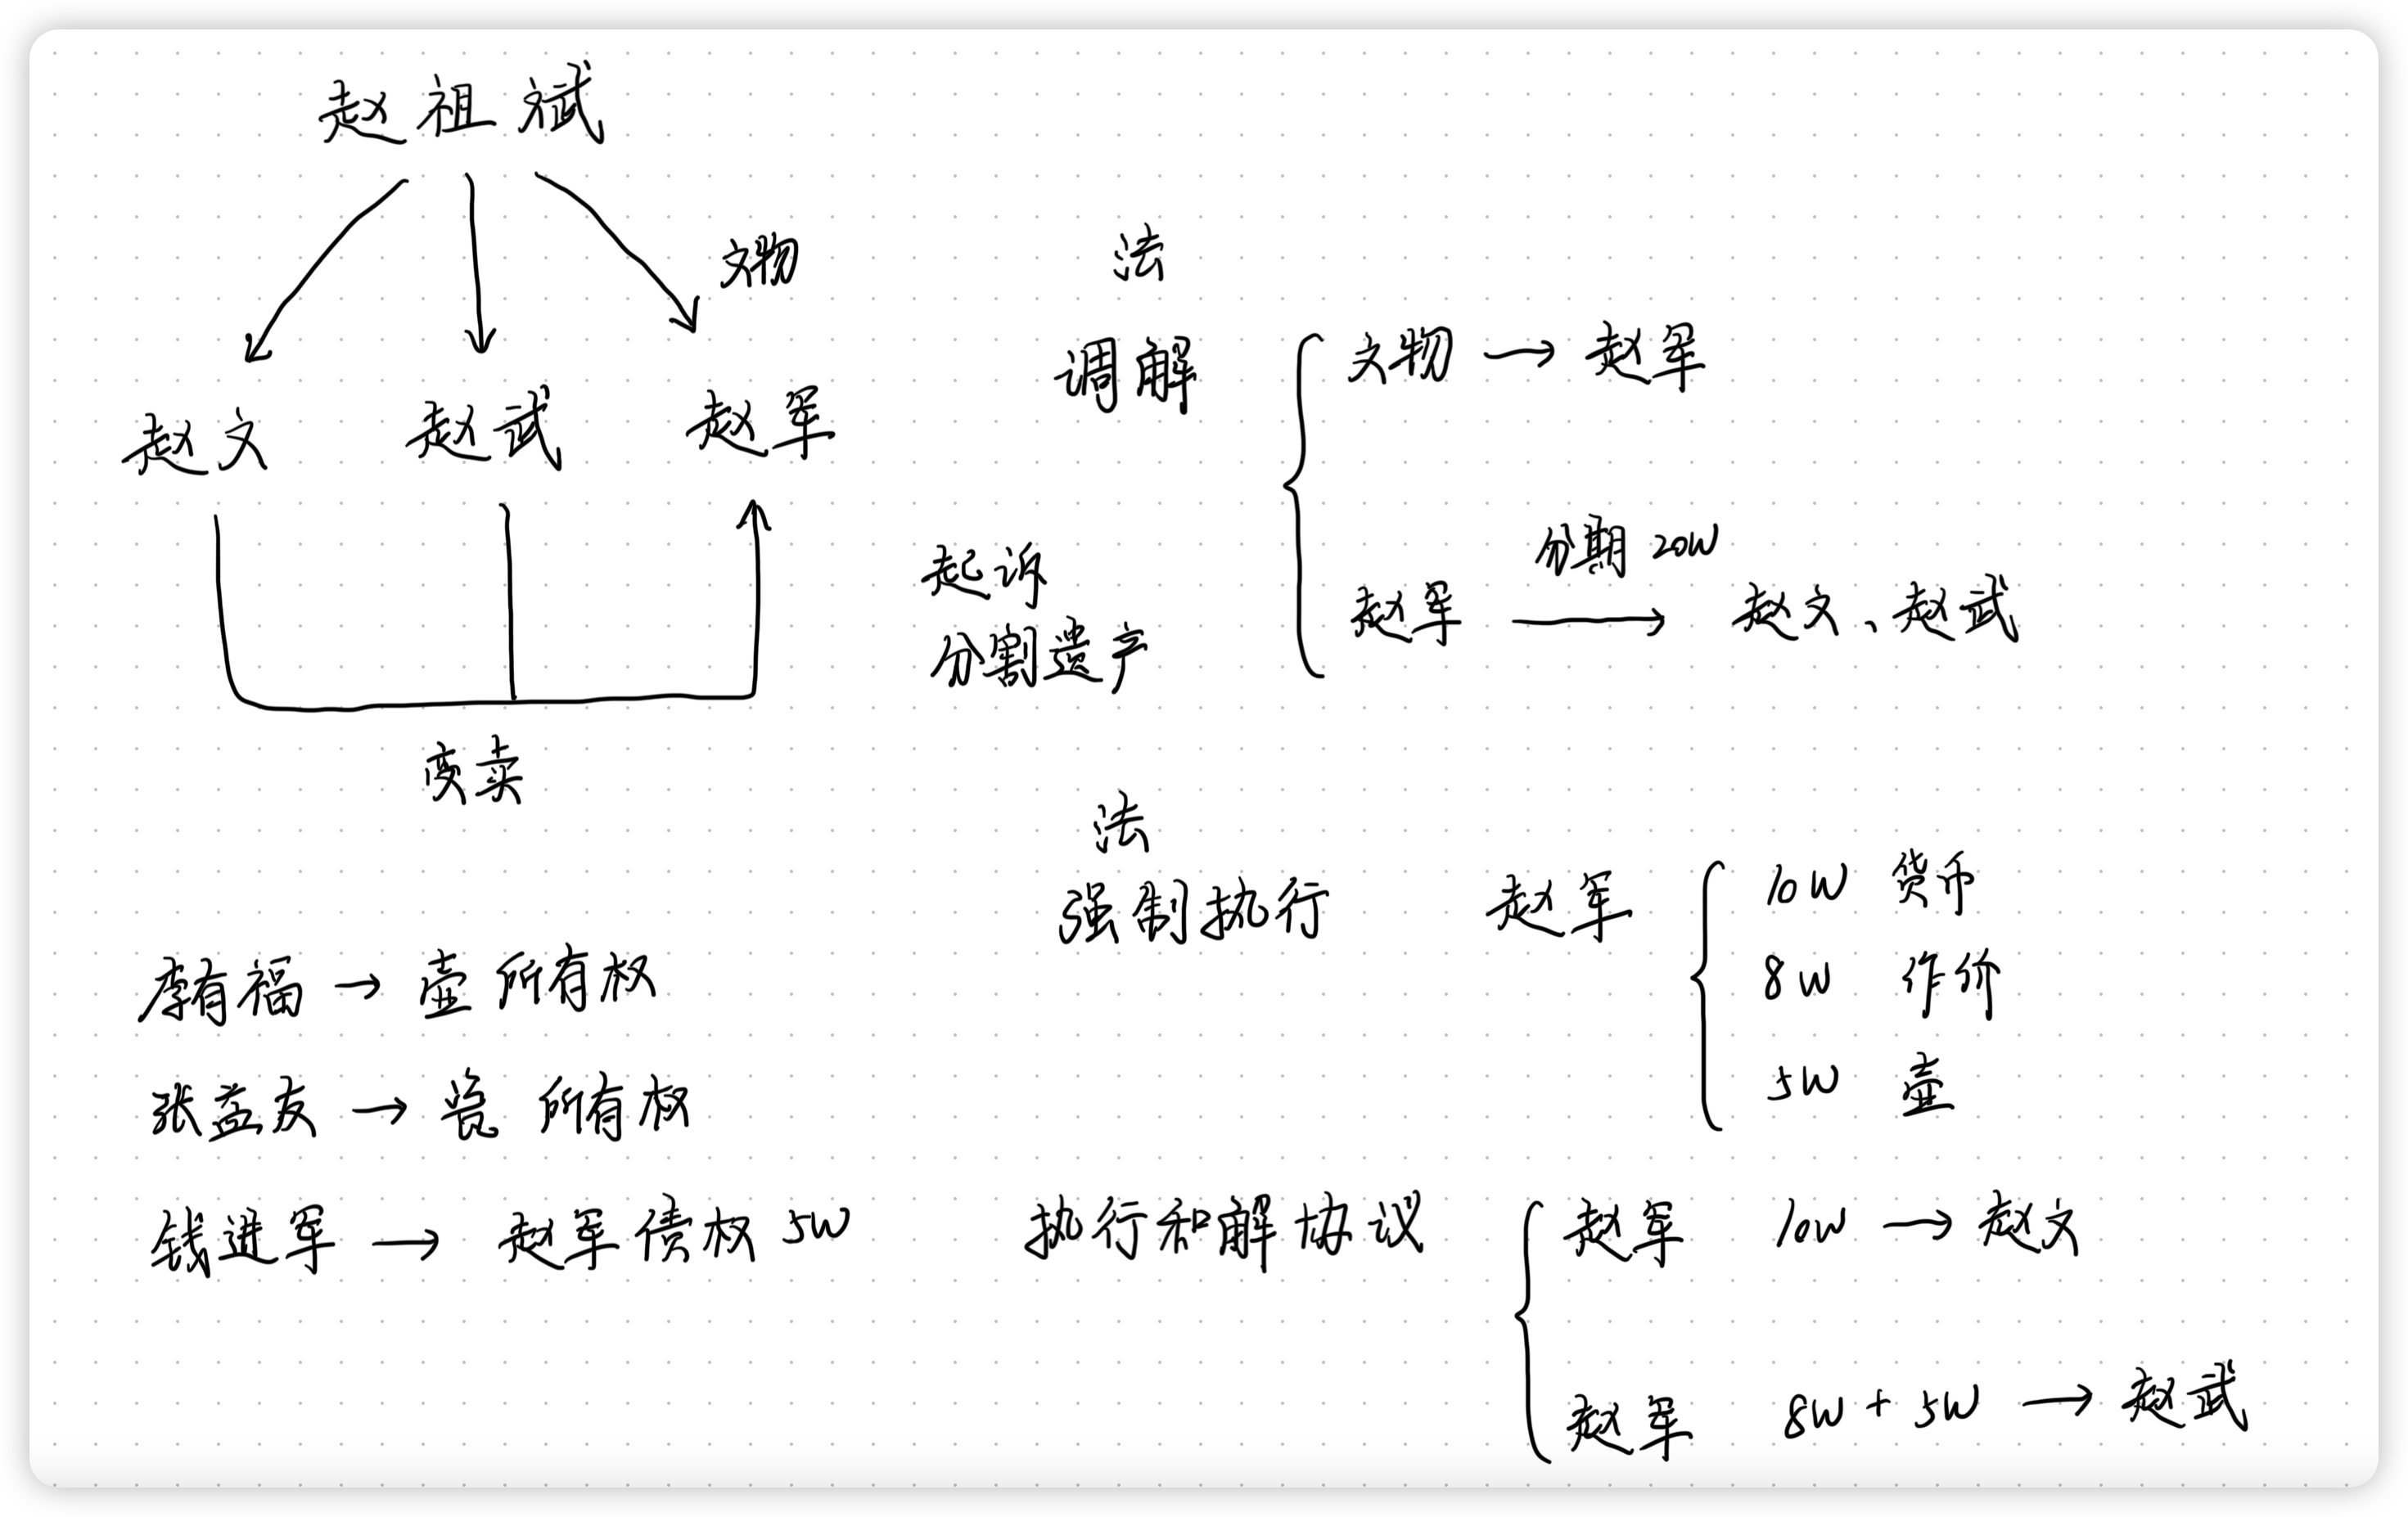 赵祖斌
文物
赵文 赵武 赵军
变卖
李有福 → 壶所有权
张益友 → 瓷所有权
钱进军 → 赵军债权 5W
法
调解
文物 → 赵军
起诉
分割遗产
分期 20W
赵军 → 赵文、赵武
法
强制执行
赵军
10W 货币
8W 作价
5W 壶
执行和解协议
赵军 10W → 赵文
赵军 8W + 5W → 赵武